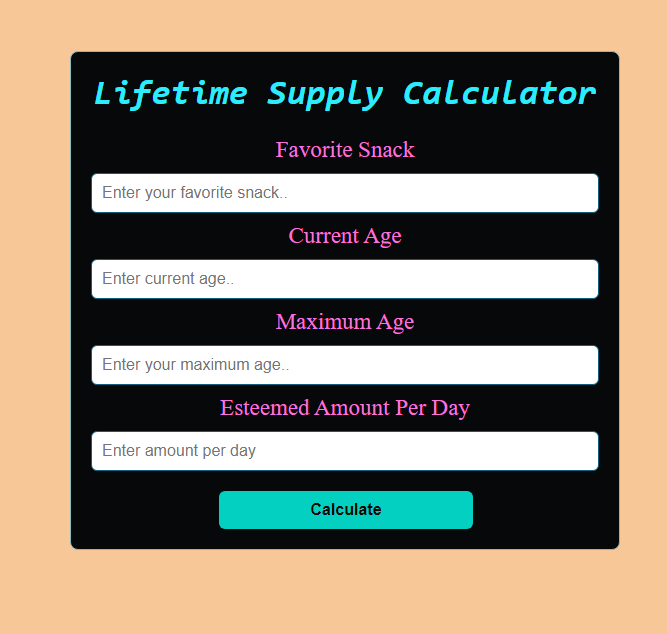 Lifetime Supply Calculator
Favorite Snack
Enter your favorite snack..
Current Age
Enter current age..
Maximum Age
Enter your maximum age..
Esteemed Amount Per Day
Enter amount per day
Calculate